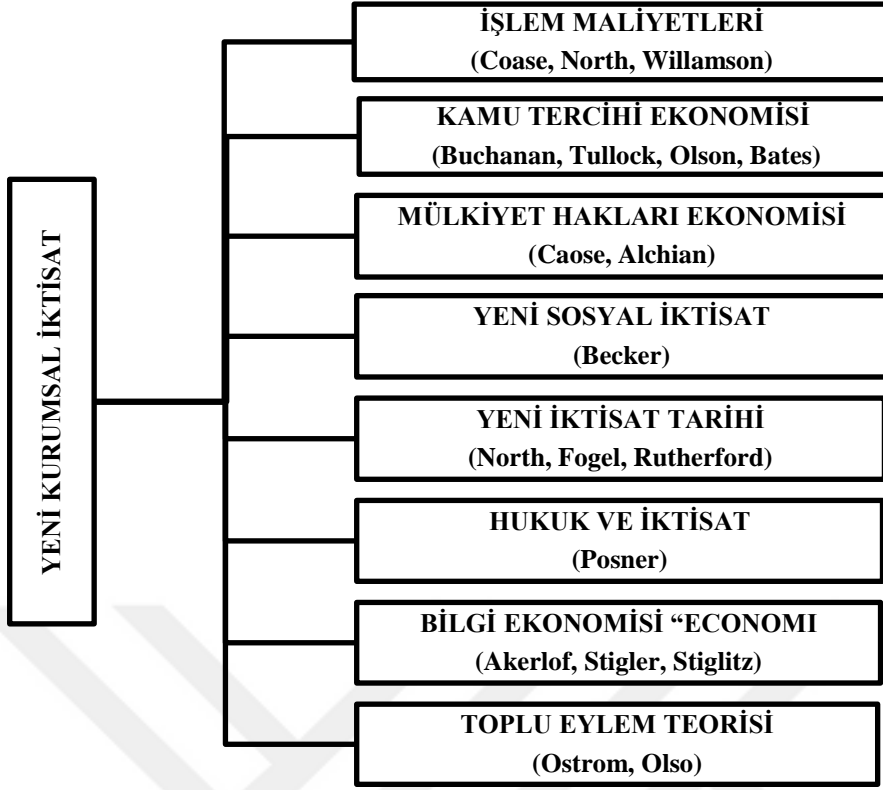 YENİ KURUMSAL İKTİSAT
İŞLEM MALİYETLERİ
(Coase, North, Willamson)
KAMU TERCİHİ EKONOMİSİ
(Buchanan, Tullock, Olson, Bates)
MÜLKİYET HAKLARI EKONOMİSİ
(Caose, Alchian)
YENİ SOSYAL İKTİSAT
(Becker)
YENİ İKTİSAT TARİHİ
(North, Fogel, Rutherford)
HUKUK VE İKTİSAT
(Posner)
BİLGİ EKONOMİSİ “ECONOMI
(Akerlof, Stigler, Stiglitz)
TOPLU EYLEM TEORİSİ
(Ostrom, Olso)